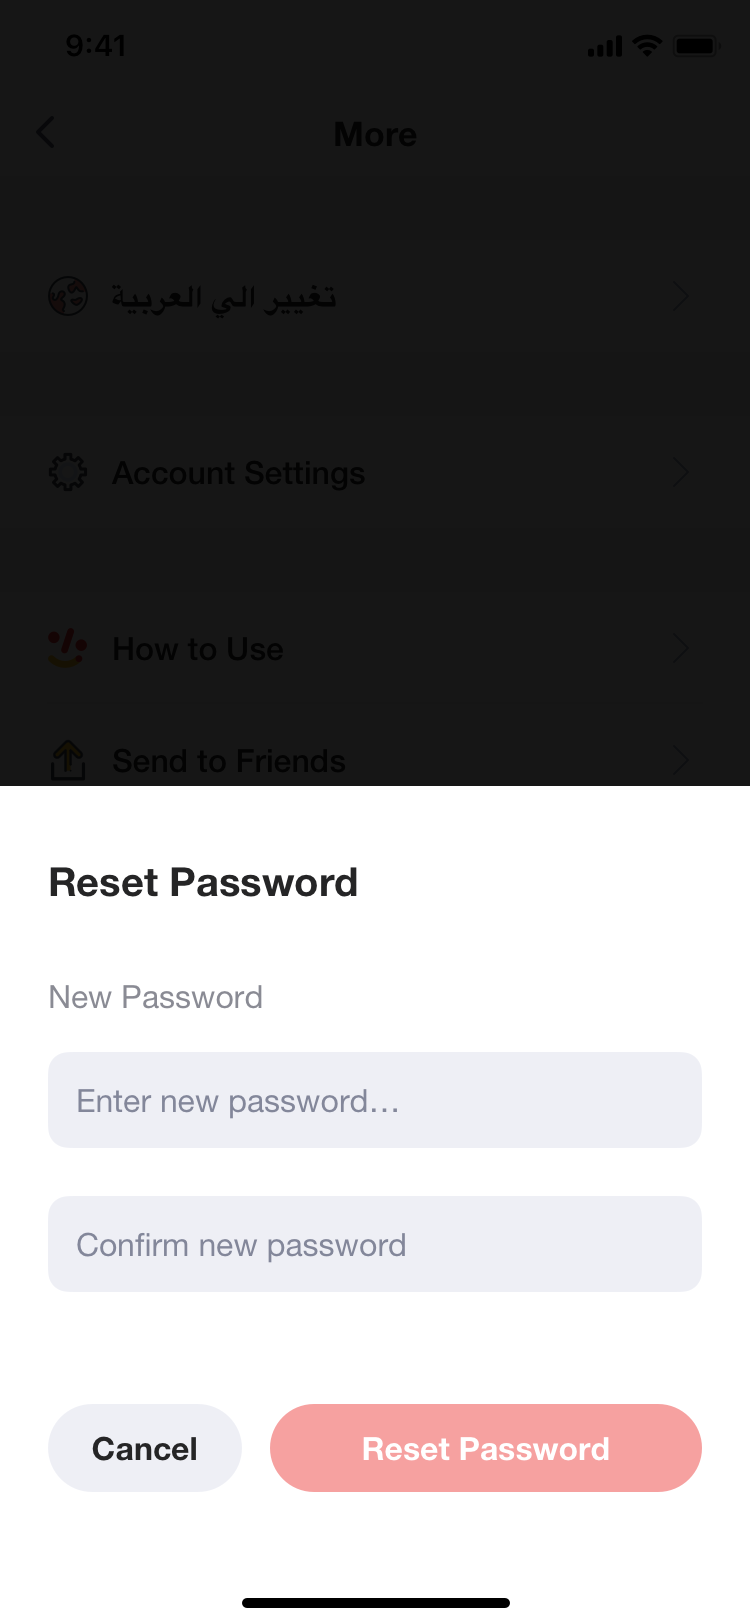 9:41
More
تغيير الي العربية
Account Settings
How to Use
Send to Friends
Reset Password
New Password
Enter new password...
Confirm new password
Cancel
Reset Password